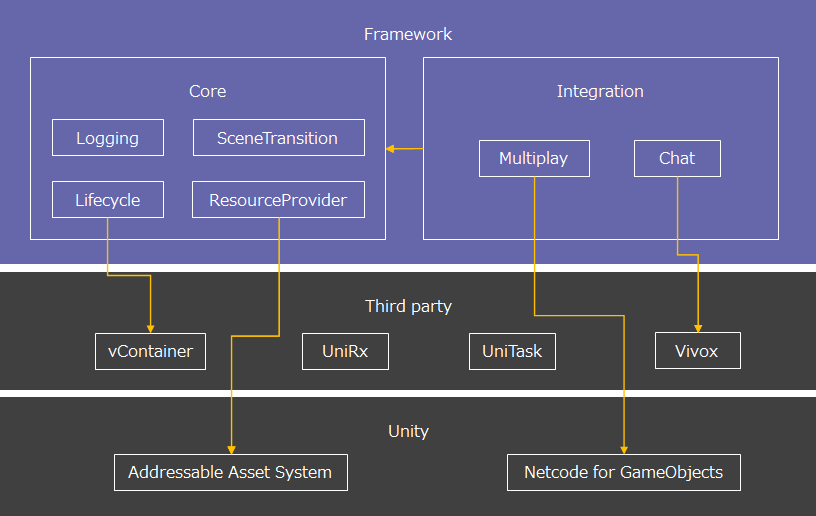 Framework
Core
Logging
SceneTransition
Lifecycle
ResourceProvider
Integration
Multiplay
Chat
Third party
vContainer
UniRx
UniTask
Vivox
Unity
Addressable Asset System
Netcode for GameObjects